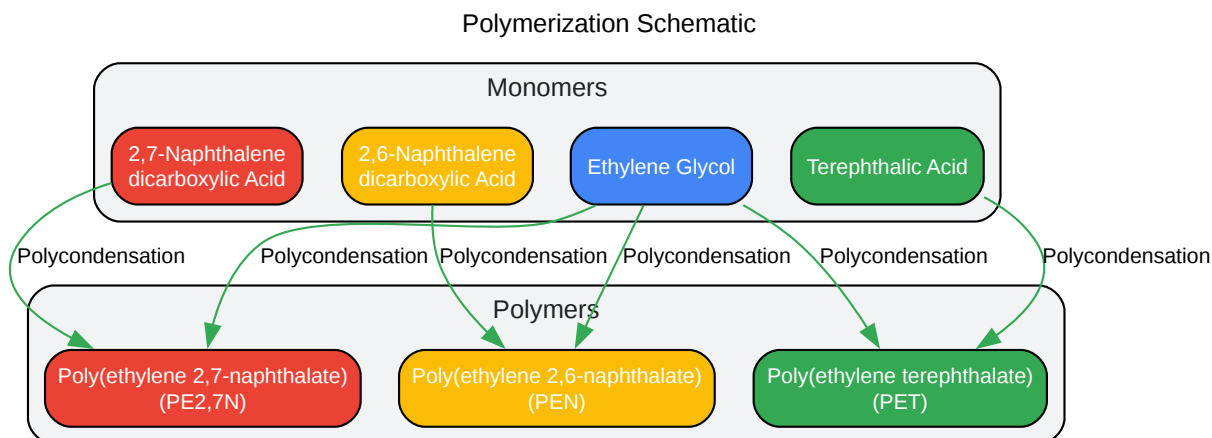 Polymerization Schematic
Monomers
2,7-Naphthalene
dicarboxylic Acid
2,6-Naphthalene
dicarboxylic Acid
Ethylene Glycol
Terephthalic Acid
Polycondensation
Polycondensation
Polycondensation
Polycondensation
Polycondensation
Polycondensation
Polymers
Poly(ethylene 2,7-naphthalate)
(PE2,7N)
Poly(ethylene 2,6-naphthalate)
(PEN)
Poly(ethylene terephthalate)
(PET)